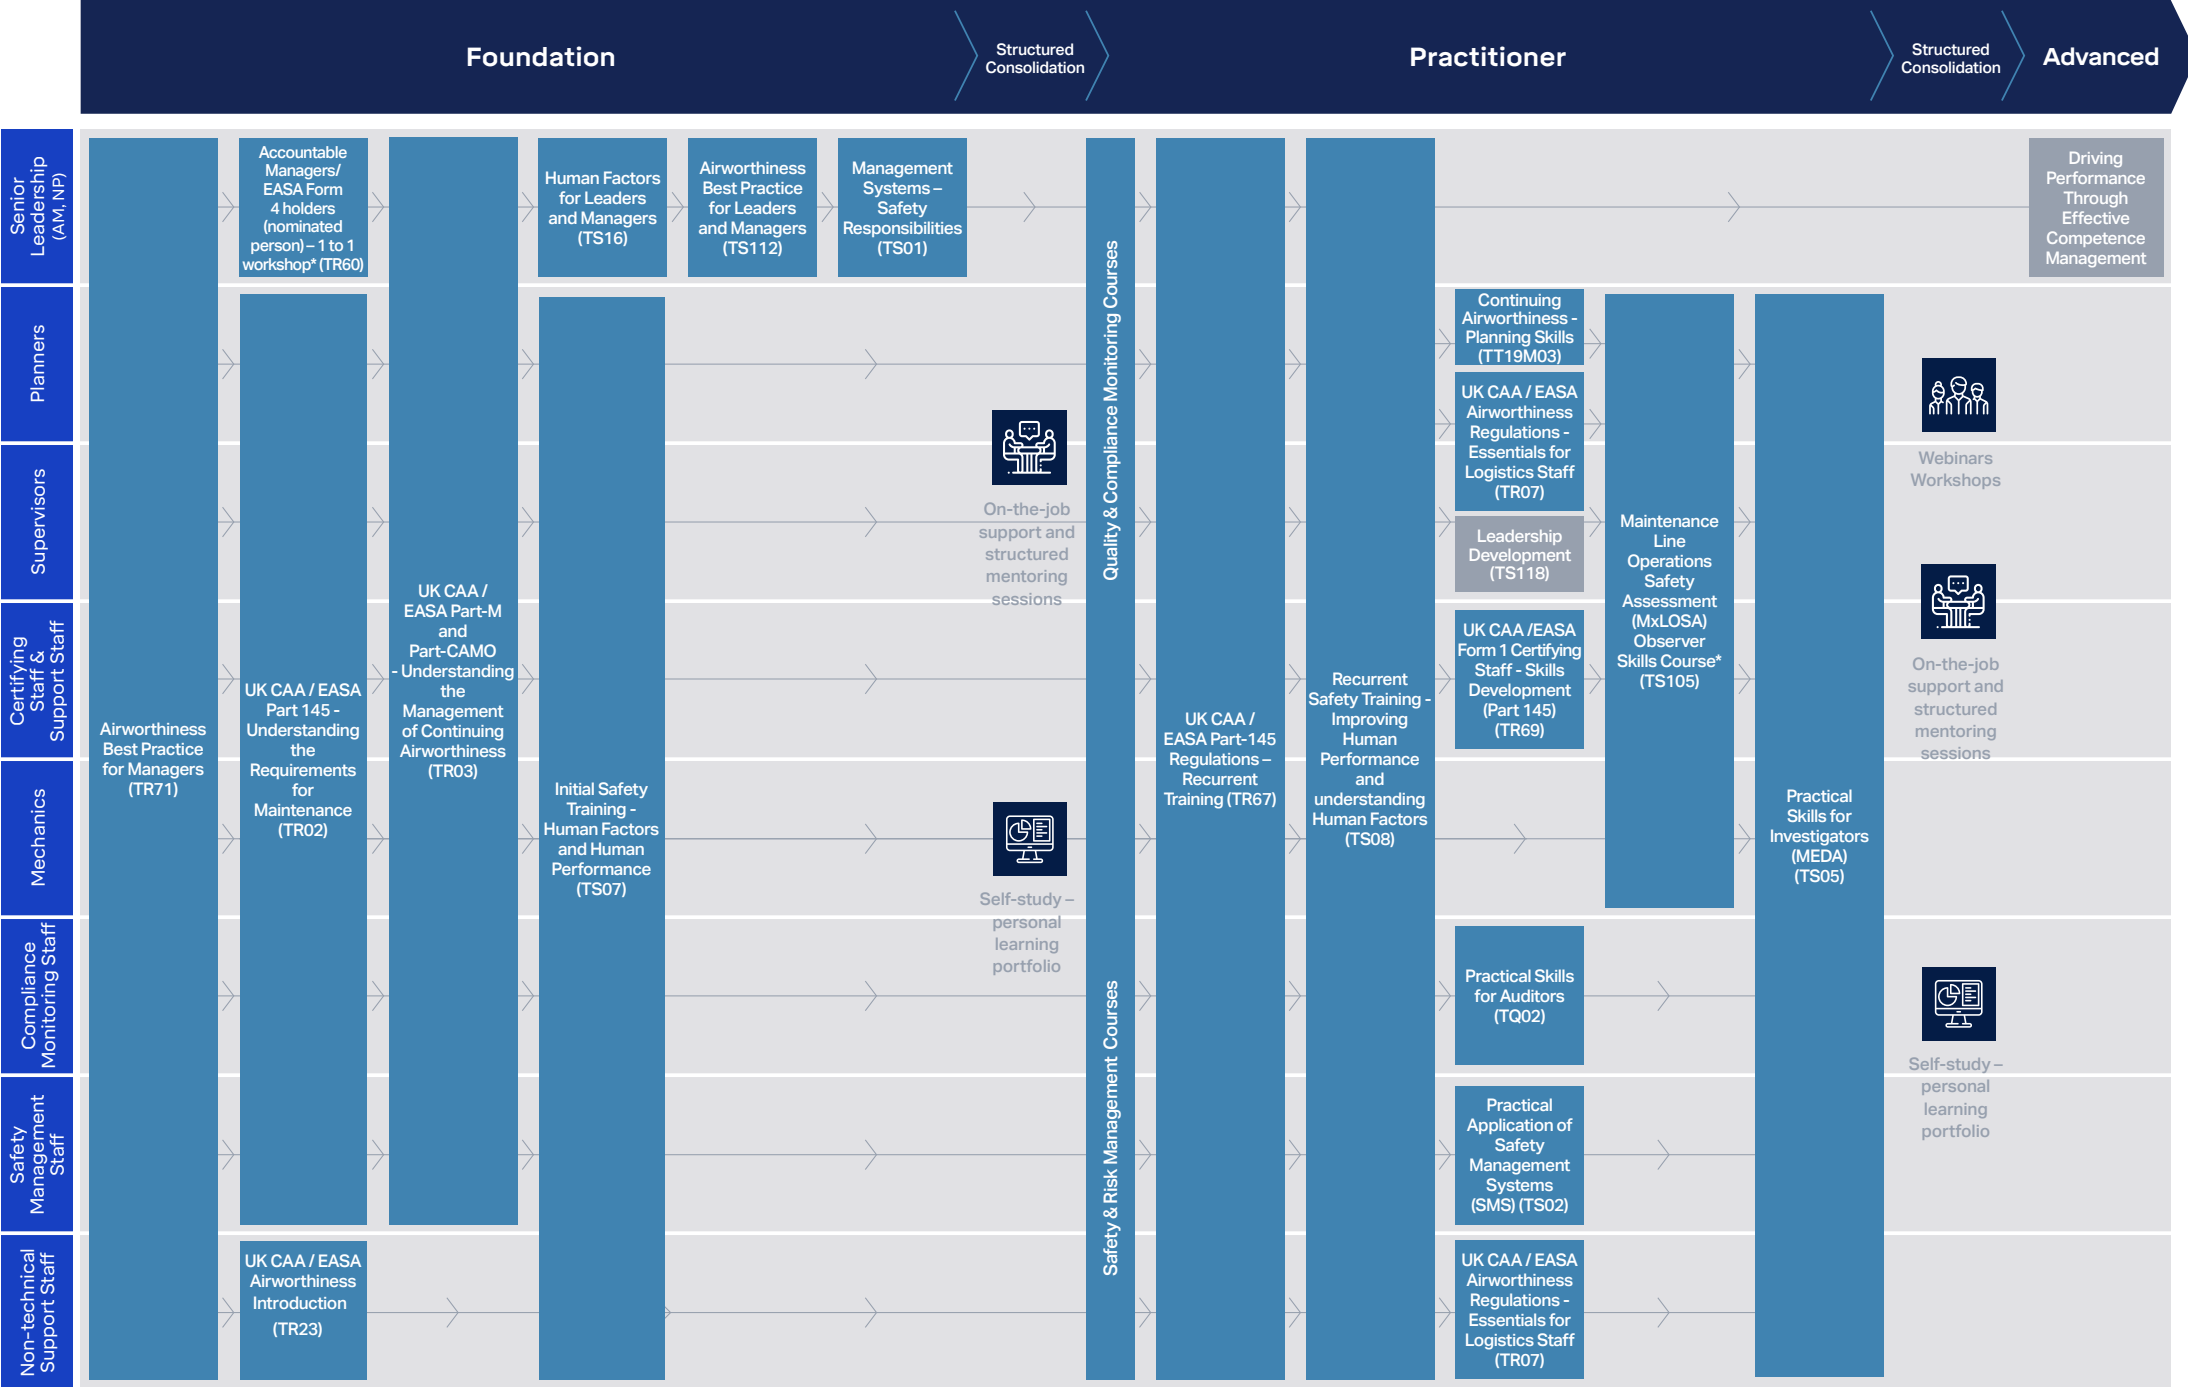 Foundation
Structured
Consolidation
Practitioner
Structured
Consolidation
Advanced
Senior
Leadership
(AM, NP)
Planners
Supervisors
Certifying
Staff &
Support Staff
Mechanics
Compliance
Monitoring Staff
Safety
Management
Staff
Non-technical
Support Staff
Airworthiness
Best Practice
for Managers
(TR71)
Accountable
Managers/
EASA Form
4 holders
(nominated
person) – 1 to 1
workshop* (TR60)
UK CAA / EASA
Part 145 -
Understanding
the
Requirements
for
Maintenance
(TR02)
UK CAA / EASA
Airworthiness
Introduction
(TR23)
UK CAA /
EASA Part-M
and
Part-CAMO
- Understanding
the
Management
of Continuing
Airworthiness
(TR03)
Human Factors
for Leaders
and Managers
(TS16)
Initial Safety
Training -
Human Factors
and Human
Performance
(TS07)
Airworthiness
Best Practice
for Leaders
and Managers
(TS112)
Management
Systems –
Safety
Responsibilities
(TS01)
On-the-job
support and
structured
mentoring
sessions
Self-study –
personal
learning
portfolio
Quality & Compliance Monitoring Courses
Safety & Risk Management Courses
UK CAA /
EASA Part-145
Regulations –
Recurrent
Training (TR67)
Recurrent
Safety Training -
Improving
Human
Performance
and
understanding
Human Factors
(TS08)
Continuing
Airworthiness -
Planning Skills
(TT19M03)
UK CAA / EASA
Airworthiness
Regulations -
Essentials for
Logistics Staff
(TR07)
Leadership
Development
(TS118)
UK CAA /EASA
Form 1 Certifying
Staff - Skills
Development
(Part 145)
(TR69)
Practical Skills
for Auditors
(TQ02)
Practical
Application of
Safety
Management
Systems
(SMS) (TS02)
UK CAA / EASA
Airworthiness
Regulations -
Essentials for
Logistics Staff
(TR07)
Maintenance
Line
Operations
Safety
Assessment
(MxLOSA)
Observer
Skills Course*
(TS105)
Practical
Skills for
Investigators
(MEDA)
(TS05)
Webinars
Workshops
On-the-job
support and
structured
mentoring
sessions
Self-study –
personal
learning
portfolio
Driving
Performance
Through
Effective
Competence
Management